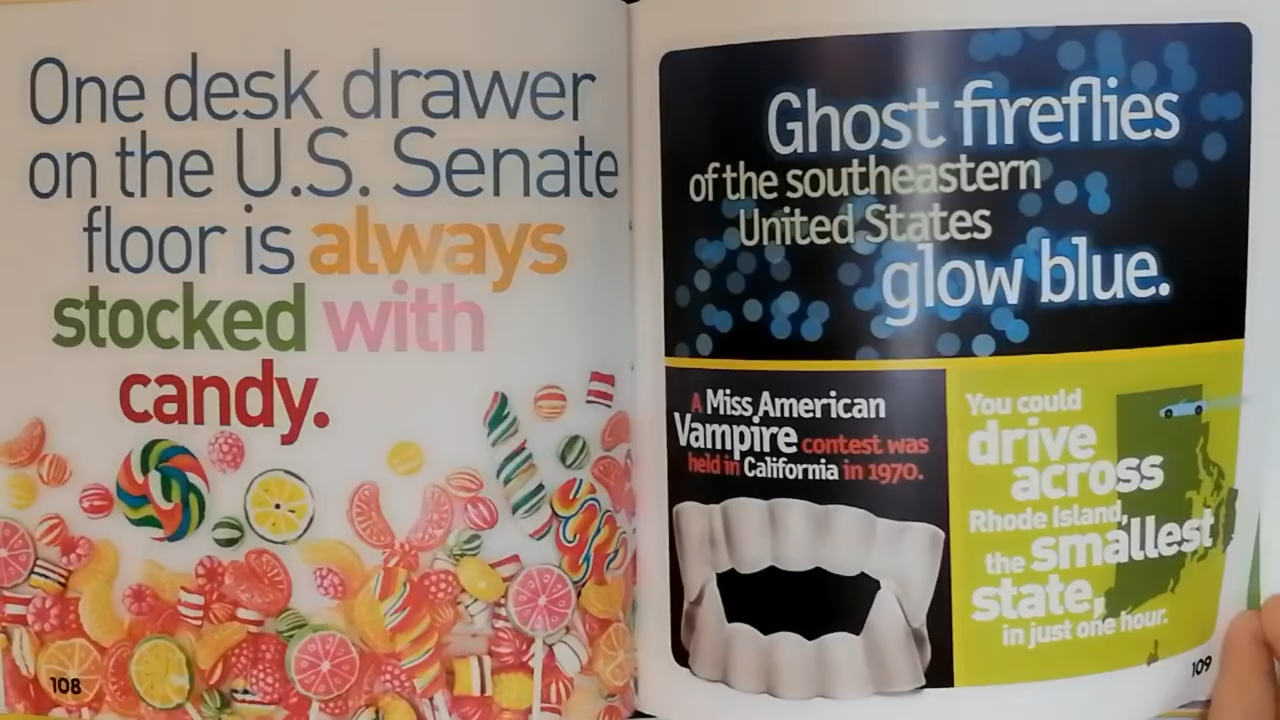 One desk drawer
on the U.S. Senate
floor is always
stocked with
candy.
108
Ghost fireflies
of the southeastern
United States
glow blue.
A Miss American
Vampire contest was
held in California in 1970.
You could
drive
across
Rhode Island,
the smallest
state,
in just one hour.
109